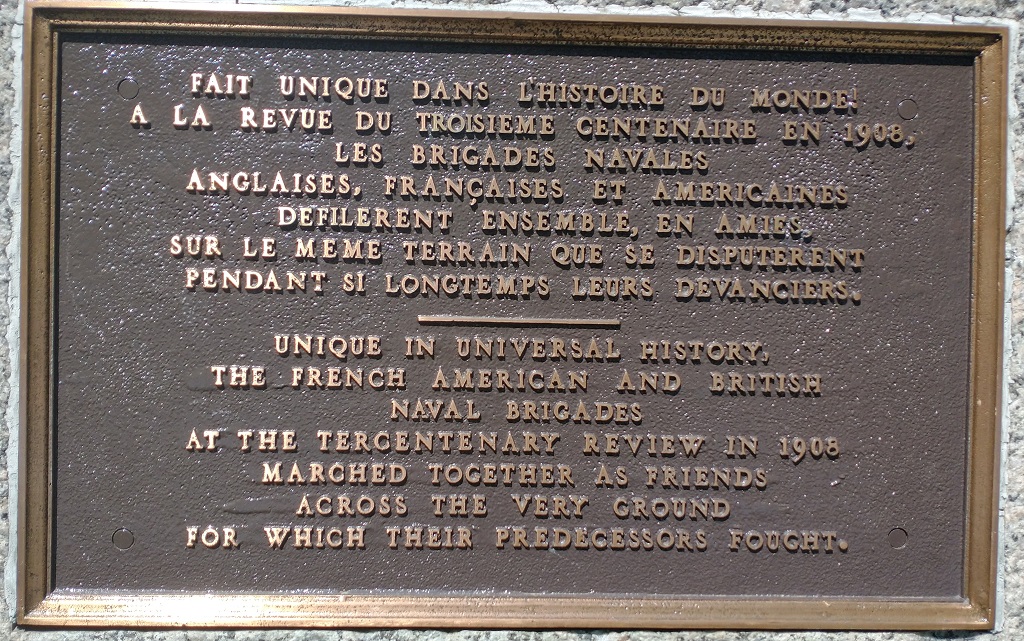 FAIT UNIQUE DANS L'HISTOIRE DU MONDE!
A LA REVUE DU TROISIEME CENTENAIRE EN 1908,
LES BRIGADES NAVALES
ANGLAISES, FRANÇAISES ET AMERICAINES
DEFILERENT ENSEMBLE, EN AMIES,
SUR LE MEME TERRAIN QUE SE DISPUTERENT
PENDANT SI LONGTEMPS LEURS DEVANCIERS.
UNIQUE IN UNIVERSAL HISTORY,
THE FRENCH AMERICAN AND BRITISH
NAVAL BRIGADES
AT THE TERCENTENARY REVIEW IN 1908
MARCHED TOGETHER AS FRIENDS
ACROSS THE VERY GROUND
FOR WHICH THEIR PREDECESSORS FOUGHT.